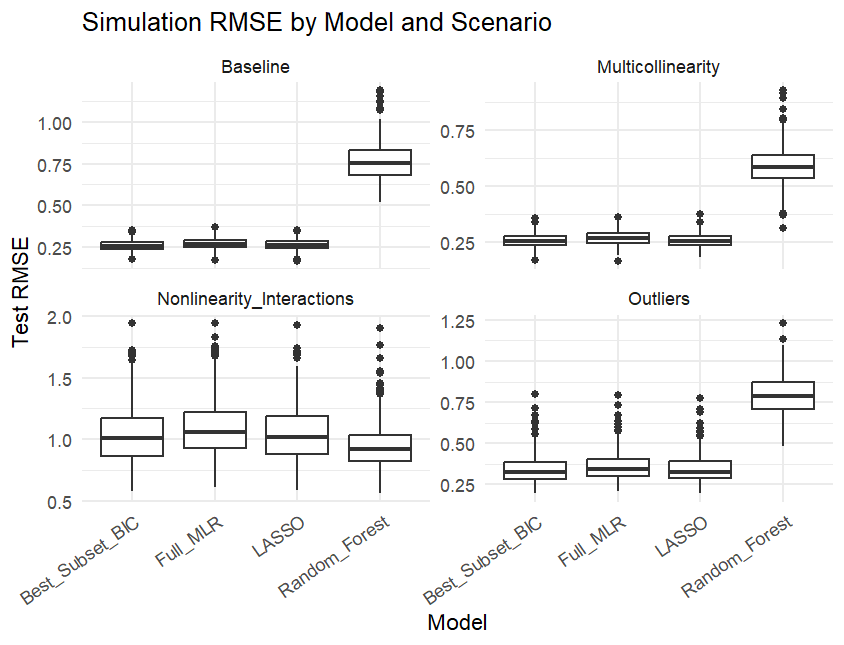 Simulation RMSE by Model and Scenario
Baseline
Multicollinearity
1.00
0.75
0.50
0.25
0.75
0.50
0.25
Test RMSE
Nonlinearity_Interactions
Outliers
2.0
1.5
1.0
0.5
1.25
1.00
0.75
0.50
0.25
Best_Subset_BIC
Full_MLR
LASSO
Random_Forest
Best_Subset_BIC
Full_MLR
LASSO
Random_Forest
Model